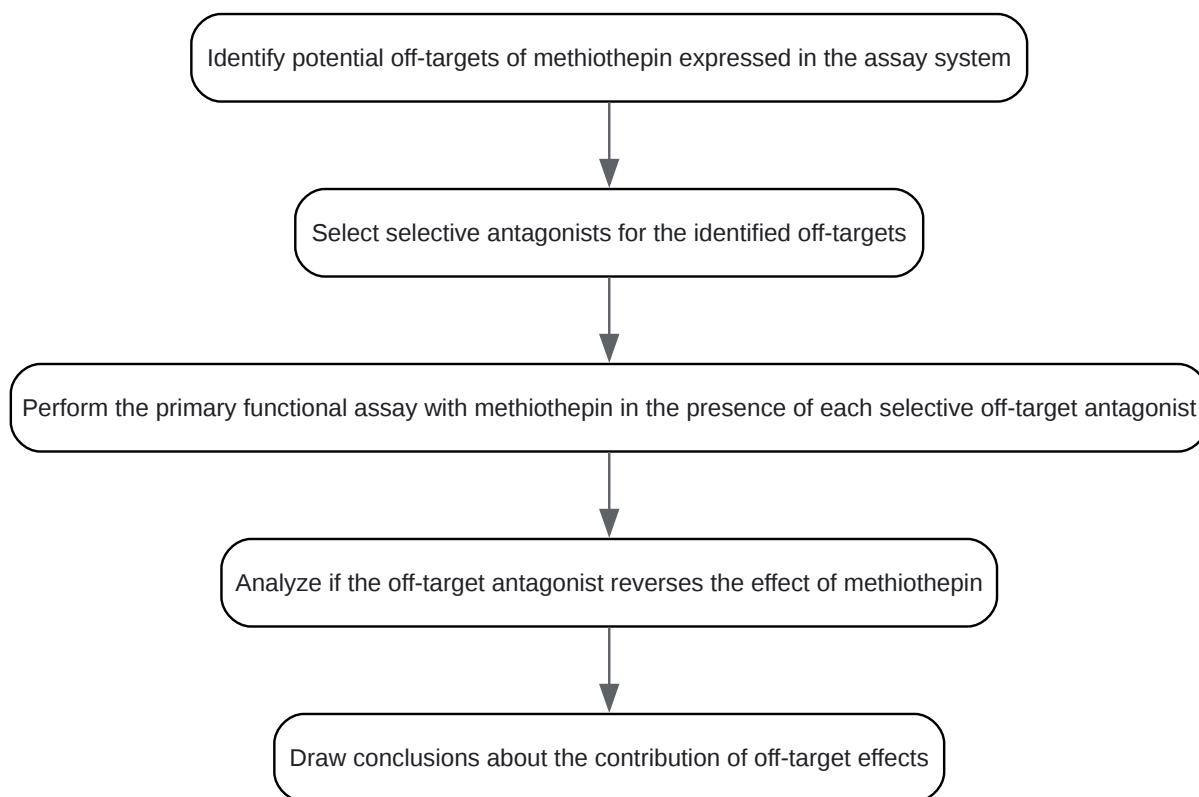 Identify potential off-targets of methiothepin expressed in the assay system
Select selective antagonists for the identified off-targets
Perform the primary functional assay with methiothepin in the presence of each selective off-target antagonist
Analyze if the off-target antagonist reverses the effect of methiothepin
Draw conclusions about the contribution of off-target effects